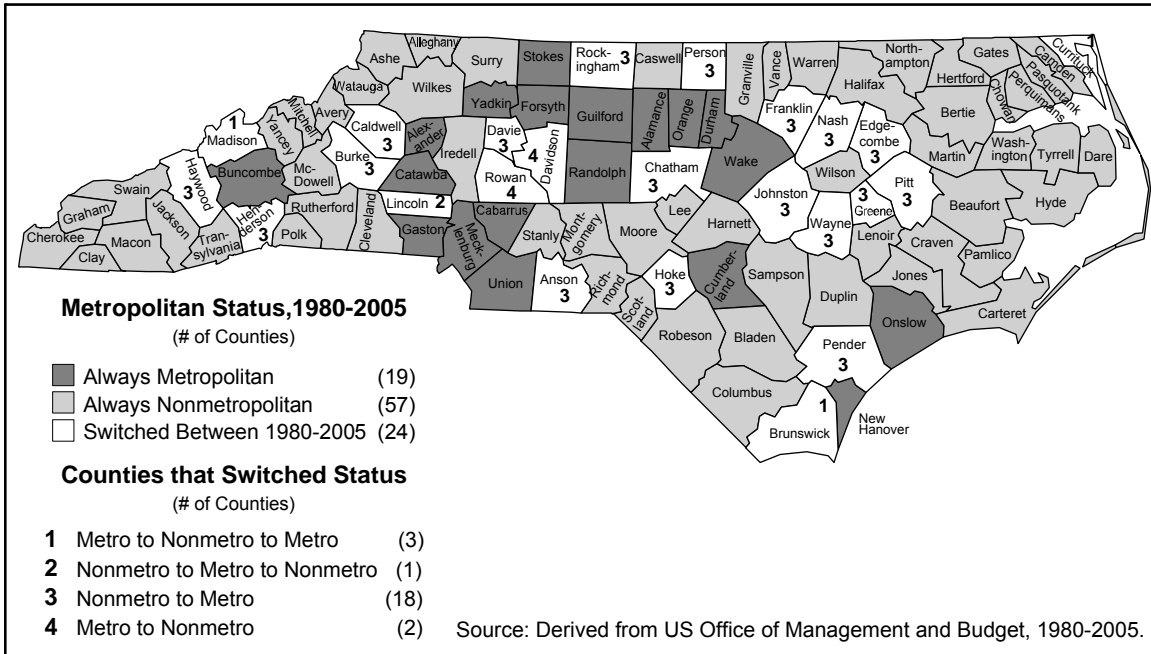 Alleghany
Ashe
Surry
Stokes
Rock-
ingham 3
Caswell
Person
3
Granville
Vance
Warren
North-
ampton
Gates
Hertford
Halifax
Camden
Currituck
1
Pasquotank
Perquimans
Chowan
Bertie
Watauga
Wilkes
Yadkin
Forsyth
Guilford
Alamance
Orange
Durham
Franklin
3
Nash
3
Edge-
combe
3
Martin
Wash-
ington
Tyrrell
Dare
Mitchell
Avery
Yancey
1
Madison
Caldwell
3
Alex-
ander
Iredell
Davie
3
4
Davidson
Randolph
Chatham
3
Wake
Wilson
Pitt
3
Beaufort
Hyde
Buncombe
Mc-
Dowell
Burke
3
Catawba
Rowan
4
Johnston
3
Wayne
3
3
Greene
Haywood
3
Swain
Graham
Cherokee
Clay
Macon
Jackson
Tran-
sylvania
Hen-
derson
3
Polk
Rutherford
Cleveland
Lincoln 2
Gaston
Meck-
lenburg
Cabarrus
Stanly
Mont-
gomery
Moore
Lee
Harnett
Lenoir
Craven
Pamlico
Jones
Carteret
Union
Anson
3
Rich-
mond
Scot-
land
Hoke
3
Cumber-
land
Sampson
Duplin
Onslow
Robeson
Bladen
Pender
3
Columbus
1
Brunswick
New
Hanover
Metropolitan Status,1980-2005
(# of Counties)
Always Metropolitan (19)
Always Nonmetropolitan (57)
Switched Between 1980-2005 (24)
Counties that Switched Status
(# of Counties)
1 Metro to Nonmetro to Metro (3)
2 Nonmetro to Metro to Nonmetro (1)
3 Nonmetro to Metro (18)
4 Metro to Nonmetro (2)
Source: Derived from US Office of Management and Budget, 1980-2005.